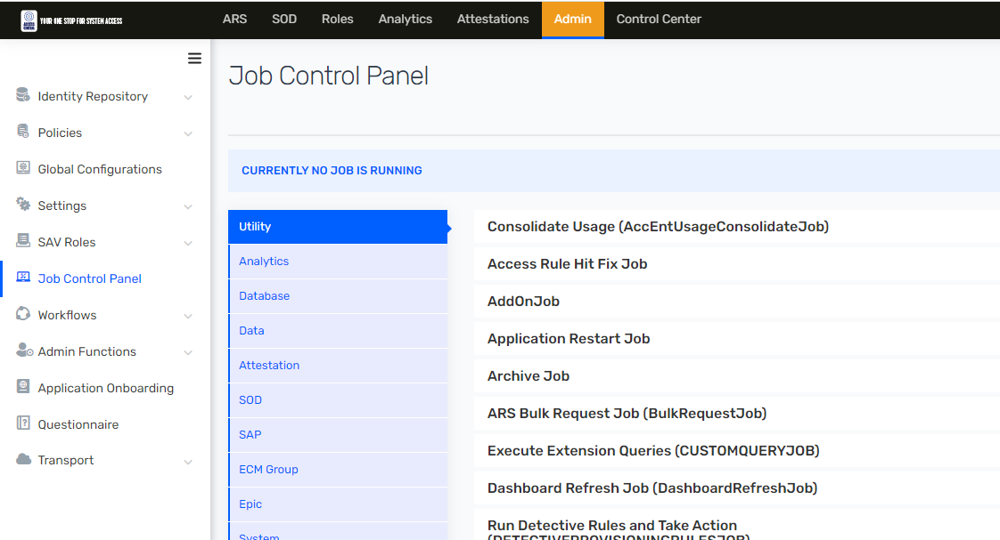 YOUR ONE STOP FOR SYSTEM ACCESS
ARS SOD Roles Analytics Attestations Admin Control Center
Job Control Panel
Identity Repository
Policies
Global Configurations
Settings
SAV Roles
Job Control Panel
Workflows
Admin Functions
Application Onboarding
Questionnaire
Transport
CURRENTLY NO JOB IS RUNNING
Utility
Analytics
Database
Data
Attestation
SOD
SAP
ECM Group
Epic
System
Consolidate Usage (AccEntUsageConsolidateJob)
Access Rule Hit Fix Job
AddOnJob
Application Restart Job
Archive Job
ARS Bulk Request Job (BulkRequestJob)
Execute Extension Queries (CUSTOMQUERYJOB)
Dashboard Refresh Job (DashboardRefreshJob)
Run Detective Rules and Take Action
(DETECTIVEPROVISIONINGRULESJOB)